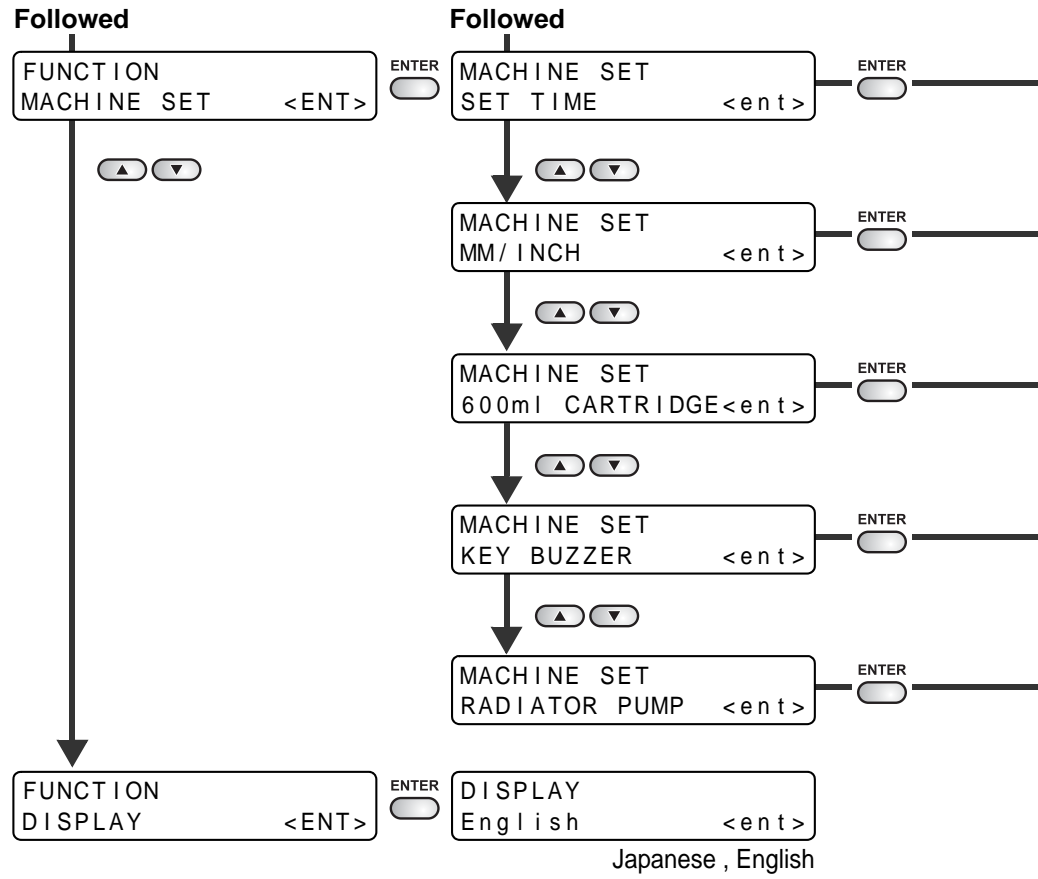 Followed
Followed
FUNCTION
MACHINE SET <ENT>
ENTER
MACHINE SET
SET TIME <ent>
ENTER
MACHINE SET
MM/INCH <ent>
ENTER
MACHINE SET
600ml CARTRIDGE<ent>
ENTER
MACHINE SET
KEY BUZZER <ent>
ENTER
MACHINE SET
RADIATOR PUMP <ent>
ENTER
FUNCTION
DISPLAY <ENT>
ENTER
DISPLAY
English <ent>
Japanese , English